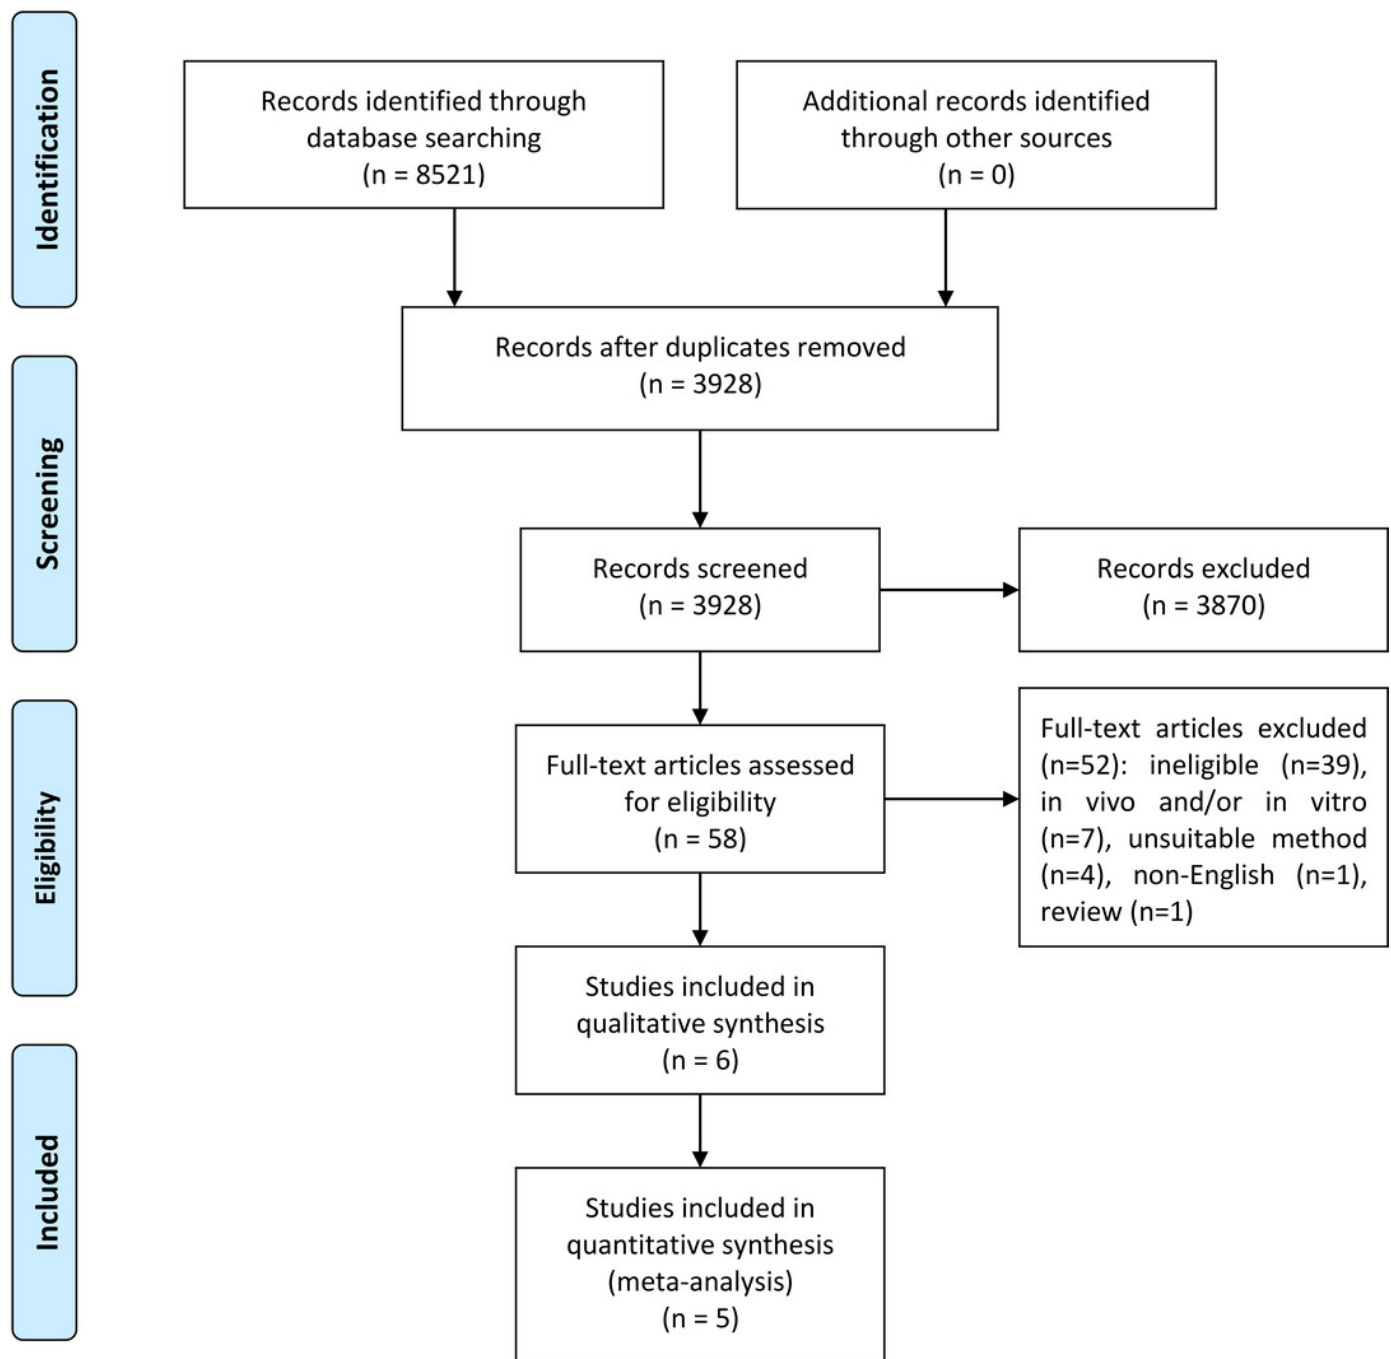 Identification
Records identified through
database searching
(n = 8521)
Additional records identified
through other sources
(n = 0)
Records after duplicates removed
(n = 3928)
Screening
Records screened
(n = 3928)
Records excluded
(n = 3870)
Eligibility
Full-text articles assessed
for eligibility
(n = 58)
Full-text articles excluded
(n=52): ineligible (n=39),
in vivo and/or in vitro
(n=7), unsuitable method
(n=4), non-English (n=1),
review (n=1)
Studies included in
qualitative synthesis
(n = 6)
Included
Studies included in
quantitative synthesis
(meta-analysis)
(n = 5)